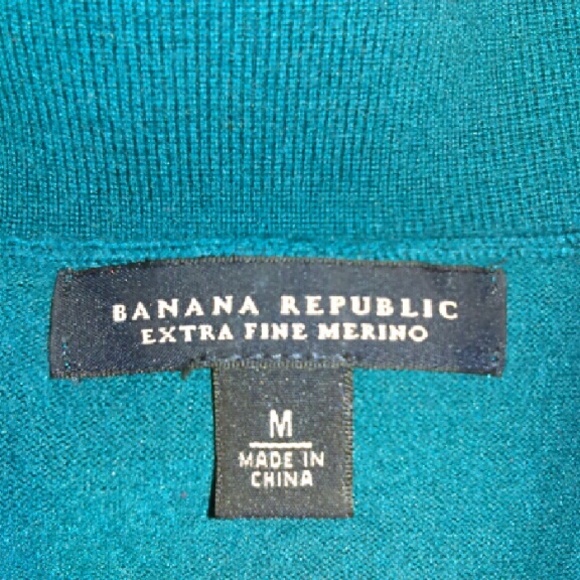 BANANA REPUBLIC
EXTRA FINE MERINO
M
MADE IN
CHINA